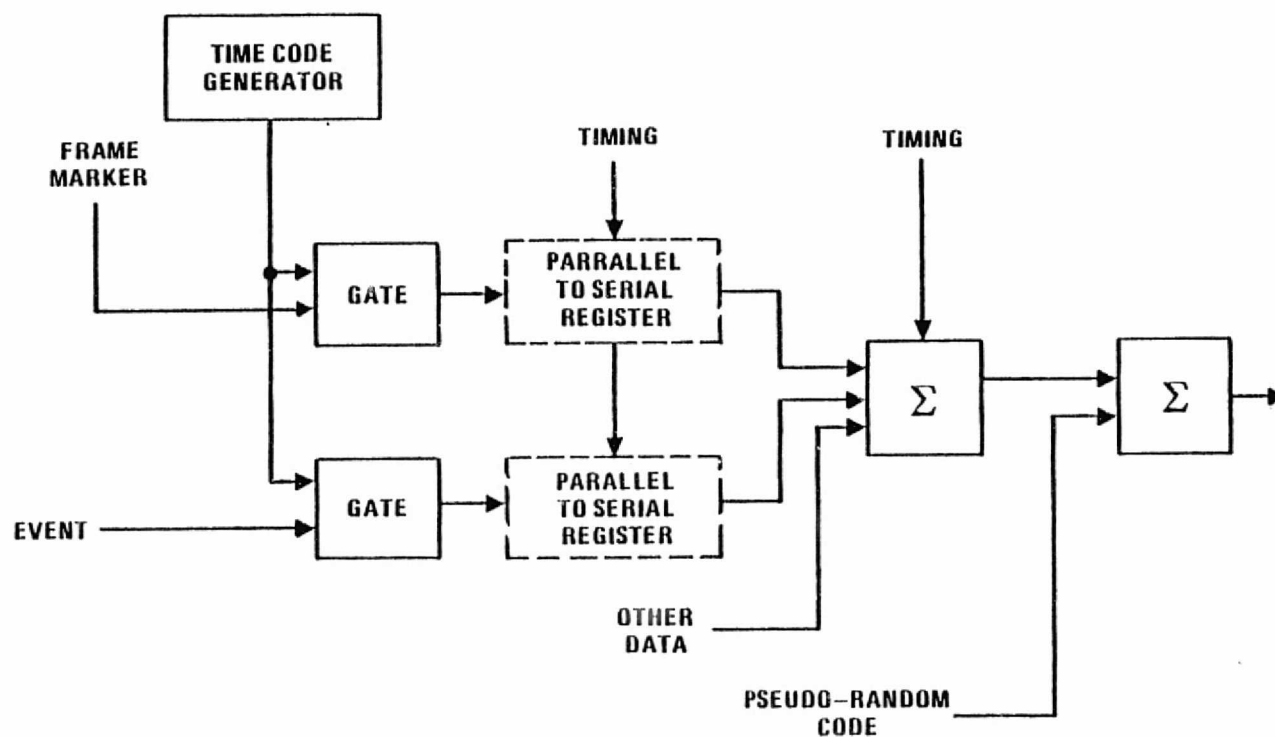 TIME CODE
GENERATOR
FRAME
MARKER
TIMING
TIMING
GATE
PARRALLEL
TO SERIAL
REGISTER
Σ
Σ
GATE
PARALLEL
TO SERIAL
REGISTER
EVENT
OTHER
DATA
PSEUDO-RANDOM
CODE